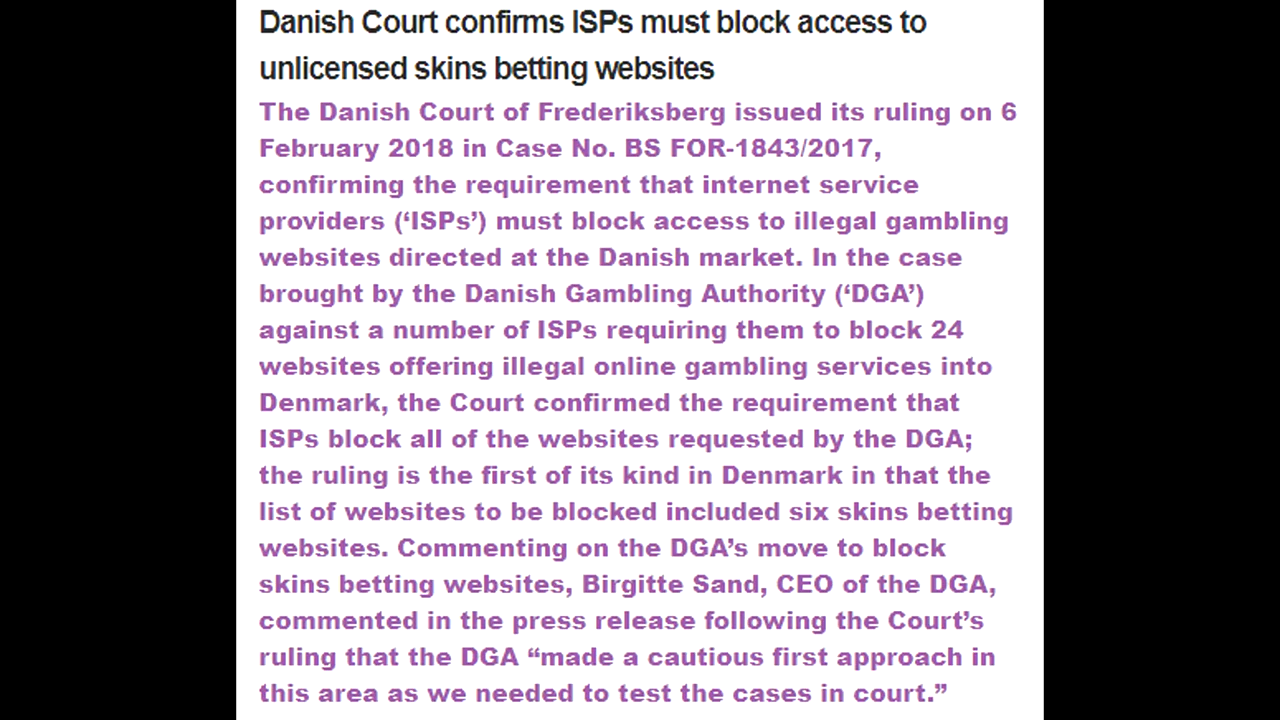 Danish Court confirms ISPs must block access to
unlicensed skins betting websites
The Danish Court of Frederiksberg issued its ruling on 6
February 2018 in Case No. BS FOR-1843/2017,
confirming the requirement that internet service
providers (‘ISPs’) must block access to illegal gambling
websites directed at the Danish market. In the case
brought by the Danish Gambling Authority (‘DGA’)
against a number of ISPs requiring them to block 24
websites offering illegal online gambling services into
Denmark, the Court confirmed the requirement that
ISPs block all of the websites requested by the DGA;
the ruling is the first of its kind in Denmark in that the
list of websites to be blocked included six skins betting
websites. Commenting on the DGA’s move to block
skins betting websites, Birgitte Sand, CEO of the DGA,
commented in the press release following the Court’s
ruling that the DGA “made a cautious first approach in
this area as we needed to test the cases in court.”